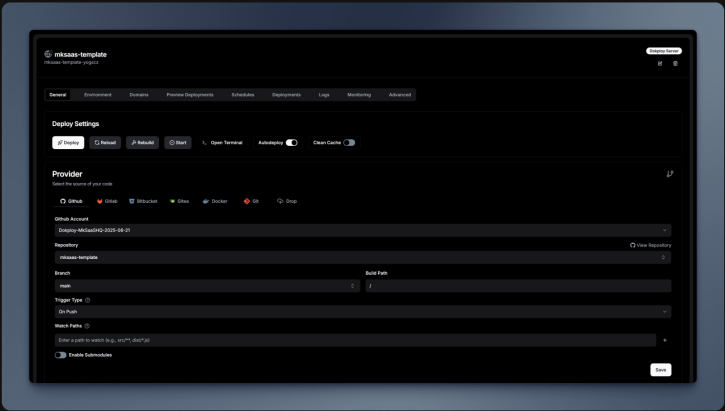 mksaas-template
Dokploy Server
General Environment Domains Preview Deployments Schedules Deployments Logs Monitoring Advanced
Deploy Settings
Deploy Reload Rebuild Start Open Terminal Autodeploy Clean Cache
Provider
Select the source of your code
Github Gitlab Bitbucket Gitea Docker Git Drop
Github Account
Dokploy-MkSaaSHQ-2025-06-21
Repository View Repository
mksaas-template
Branch Build Path
main /
Trigger Type
On Push
Watch Paths
Enter a path to watch (e.g., src/**, dist/*.js)
Enable Submodules
Save